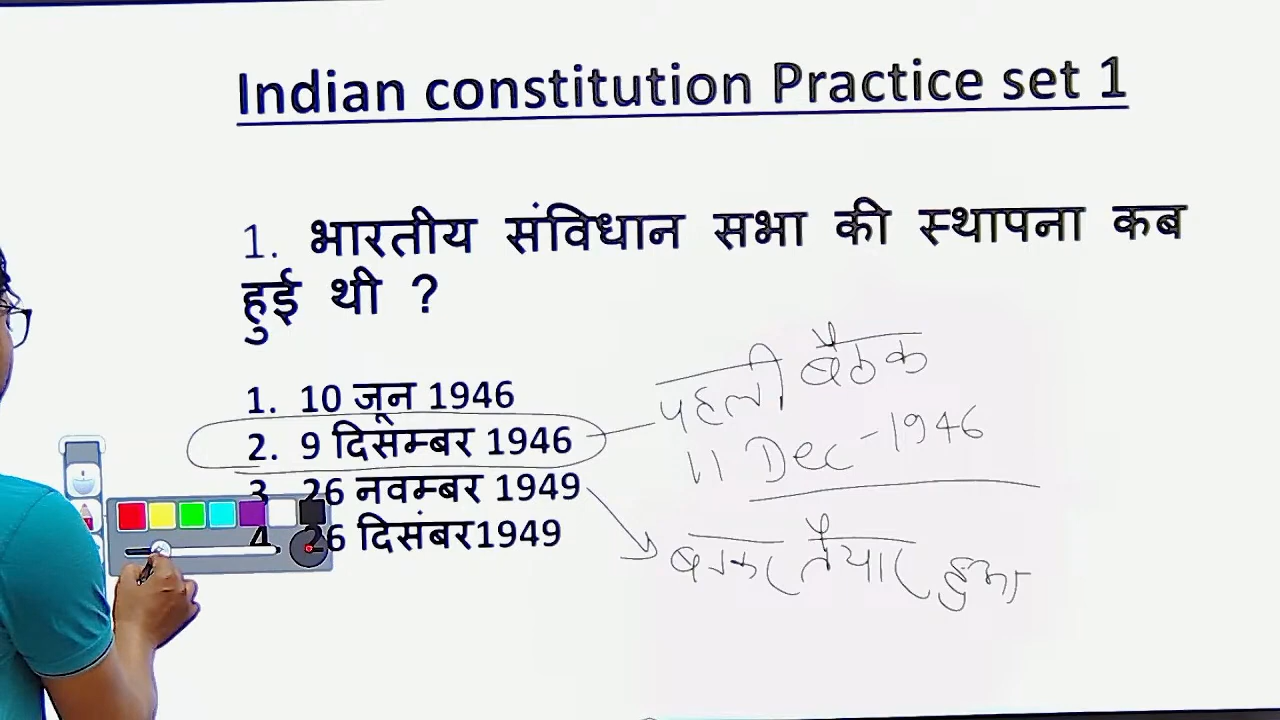 Indian constitution Practice set 1
1. भारतीय संविधान सभा की स्थापना कब
हुई थी ?
1. 10 जून 1946
2. 9 दिसम्बर 1946
3 26 नवम्बर 1949
4 26 दिसंबर1949
पहली बैठक
11 Dec -1946
बनकर तैयार हुआ